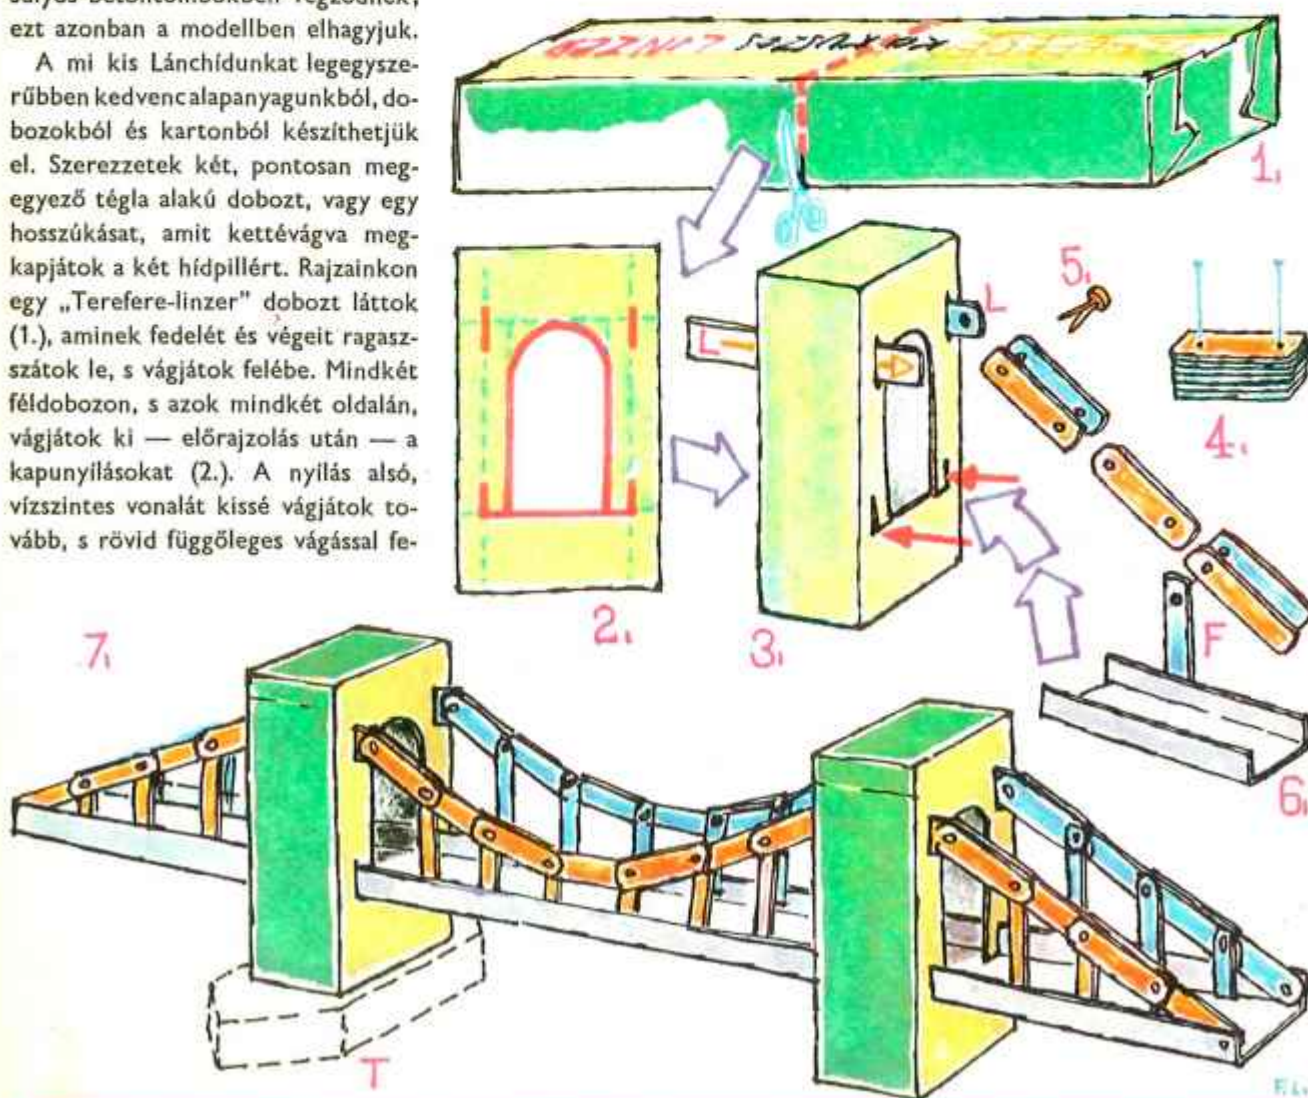 ezt azonban a modellben elhagyjuk.
A mi kis Lánchídunkat legegysze-
rűbben kedvenc alapanyagunkból, do-
bozokból és kartonból készíthetjük
el. Szerezzetek két, pontosan meg-
egyező tégla alakú dobozt, vagy egy
hosszúkásat, amit kettévágva meg-
kapjátok a két hídpillért. Rajzainkon
egy „Terefere-linzer” dobozt láttok
(1.), aminek fedelét és végeit ragasz-
szátok le, s vágjátok felébe. Mindkét
féldobozon, s azok mindkét oldalán,
vágjátok ki — előrajzolás után — a
kapunyílásokat (2.). A nyílás alsó,
vízszintes vonalát kissé vágjátok to-
vább, s rövid függőleges vágással fe-
1.
2.
L
L
3.
5.
4.
F
6.
7.
T